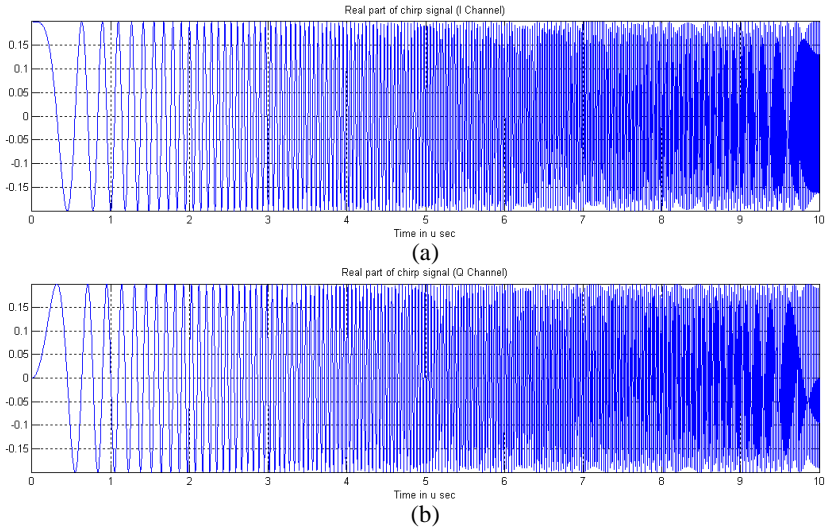 Real part of chirp signal (I Channel)
0.15
0.1
0.05
0
-0.05
-0.1
-0.15
0 1 2 3 4 5 6 7 8 9 10
Time in u sec
(a)
Real part of chirp signal (Q Channel)
0.15
0.1
0.05
0
-0.05
-0.1
-0.15
0 1 2 3 4 5 6 7 8 9 10
Time in u sec
(b)